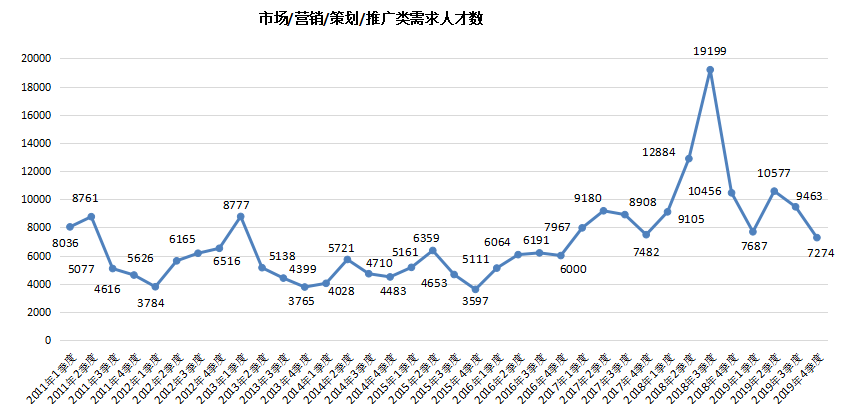 市场/营销/策划/推广类需求人才数
20000
18000
16000
14000
12000
10000
8000
6000
4000
2000
0
8036
8761
5077
4616
3784
5626
6165
6516
8777
5138
4399
3765
4028
5721
4710
4483
5161
6359
4653
3597
5111
6064
6191
6000
7967
9180
8908
7482
9105
12884
19199
10456
7687
10577
9463
7274
2011年1季度
2011年2季度
2011年3季度
2011年4季度
2012年1季度
2012年2季度
2012年3季度
2012年4季度
2013年1季度
2013年2季度
2013年3季度
2013年4季度
2014年1季度
2014年2季度
2014年3季度
2014年4季度
2015年1季度
2015年2季度
2015年3季度
2015年4季度
2016年1季度
2016年2季度
2016年3季度
2016年4季度
2017年1季度
2017年2季度
2017年3季度
2017年4季度
2018年1季度
2018年2季度
2018年3季度
2018年4季度
2019年1季度
2019年2季度
2019年3季度
2019年4季度